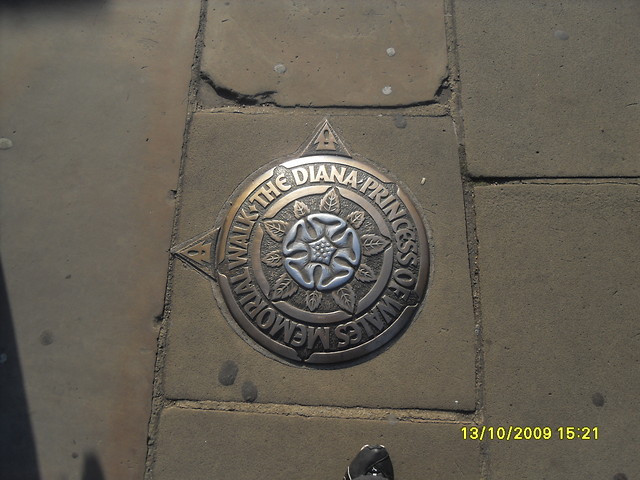 THE DIANA PRINCESS OF WALES MEMORIAL WALK
13/10/2009 15:21